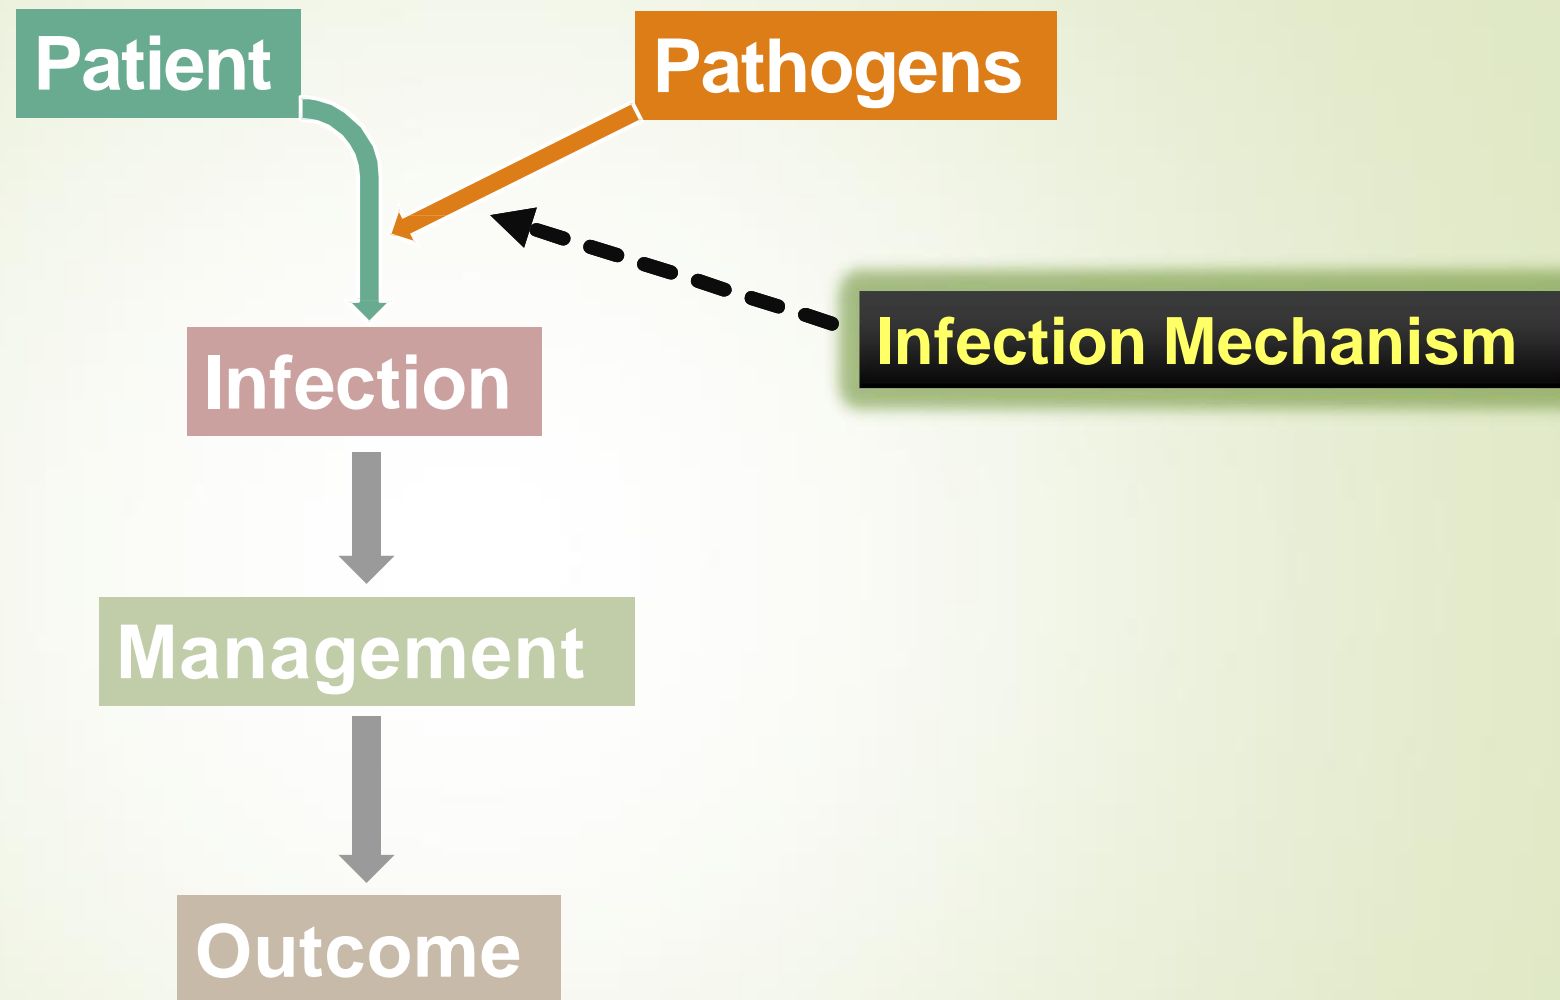 Patient
Pathogens
Infection Mechanism
Infection
Management
Outcome